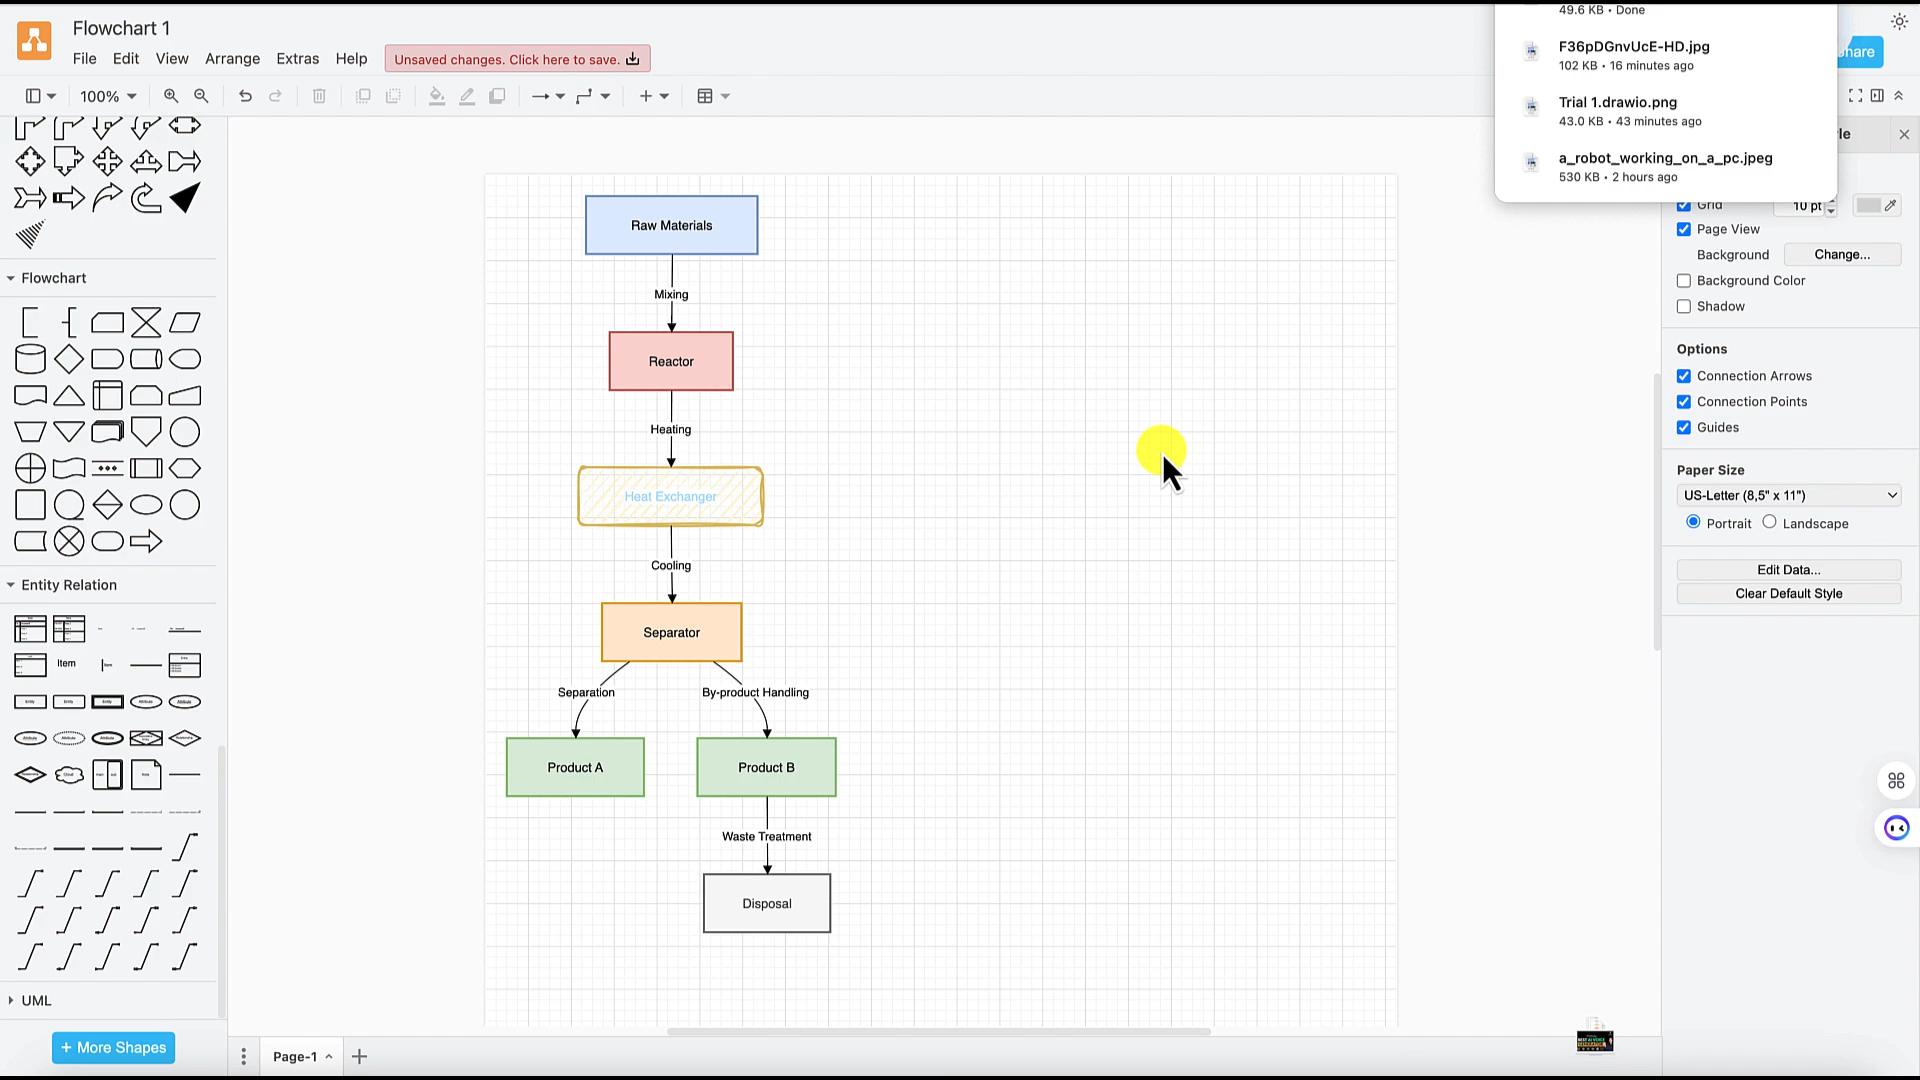 Flowchart 1
File Edit View Arrange Extras Help
Unsaved changes. Click here to save.
49.6 KB • Done
F36pDGnvUcE-HD.jpg
102 KB • 16 minutes ago
Trial 1.drawio.png
43.0 KB • 43 minutes ago
a_robot_working_on_a_pc.jpeg
530 KB • 2 hours ago
100%
Flowchart
Entity Relation
Item
UML
+ More Shapes
Raw Materials
Mixing
Reactor
Heating
Heat Exchanger
Cooling
Separator
Separation
By-product Handling
Product A
Product B
Waste Treatment
Disposal
Page-1
Grid
10 pt
Page View
Background
Change...
Background Color
Shadow
Options
Connection Arrows
Connection Points
Guides
Paper Size
US-Letter (8,5" x 11")
Portrait
Landscape
Edit Data...
Clear Default Style